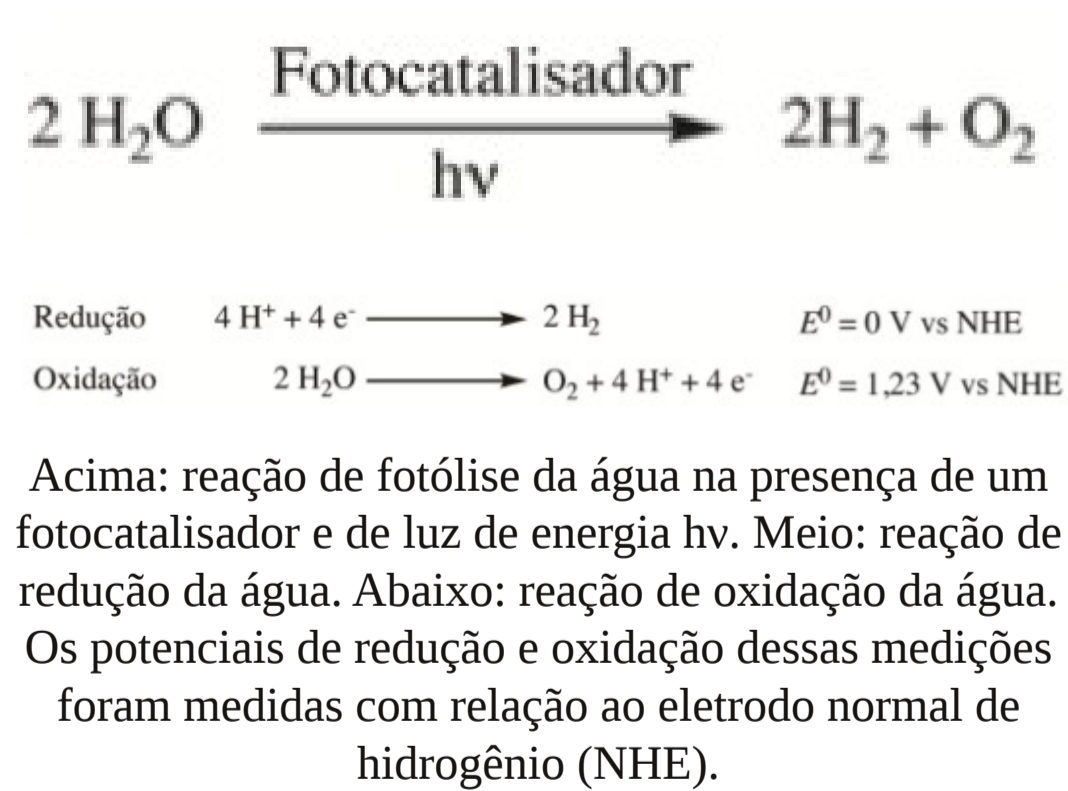 Fotocatalisador
2 H₂O ⟶ 2H₂ + O₂
hν
Redução 4 H⁺ + 4 e⁻ ⟶ 2 H₂ E⁰ = 0 V vs NHE
Oxidação 2 H₂O ⟶ O₂ + 4 H⁺ + 4 e⁻ E⁰ = 1,23 V vs NHE
Acima: reação de fotólise da água na presença de um
fotocatalisador e de luz de energia hν. Meio: reação de
redução da água. Abaixo: reação de oxidação da água.
Os potenciais de redução e oxidação dessas medições
foram medidas com relação ao eletrodo normal de
hidrogênio (NHE).